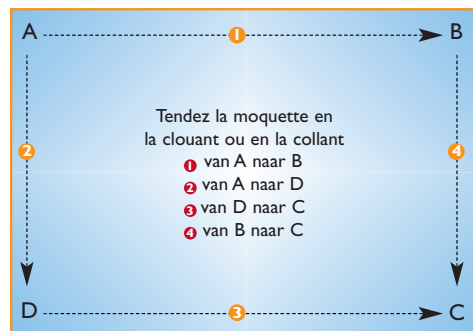 A 1 B
Tendez la moquette en
la clouant ou en la collant
1 van A naar B
2 4
2 van A naar D
3 van D naar C
4 van B naar C
D 3 C